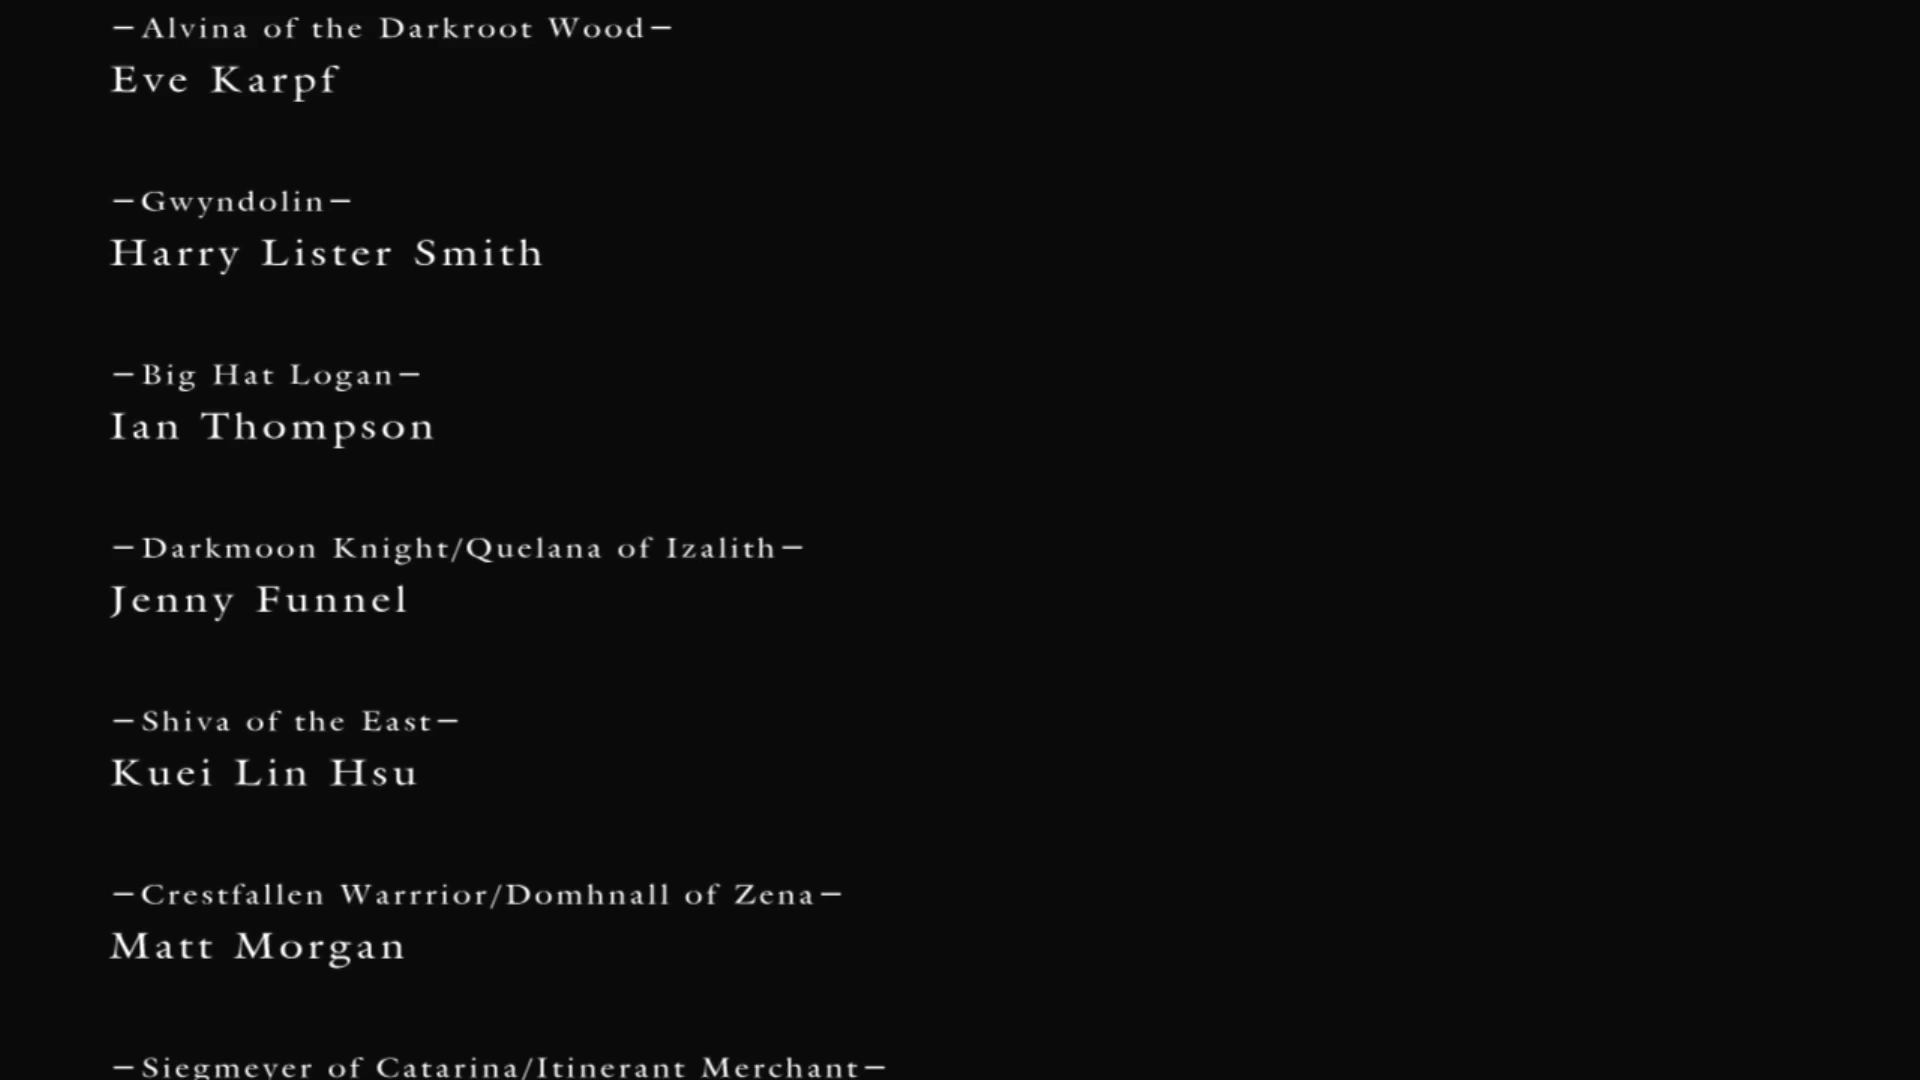 —Alvina of the Darkroot Wood—
Eve Karpf
—Gwyndolin—
Harry Lister Smith
—Big Hat Logan—
Ian Thompson
—Darkmoon Knight/Quelana of Izalith—
Jenny Funnel
—Shiva of the East—
Kuei Lin Hsu
—Crestfallen Warrrior/Domhnall of Zena—
Matt Morgan
—Siegmeyer of Catarina/Itinerant Merchant—